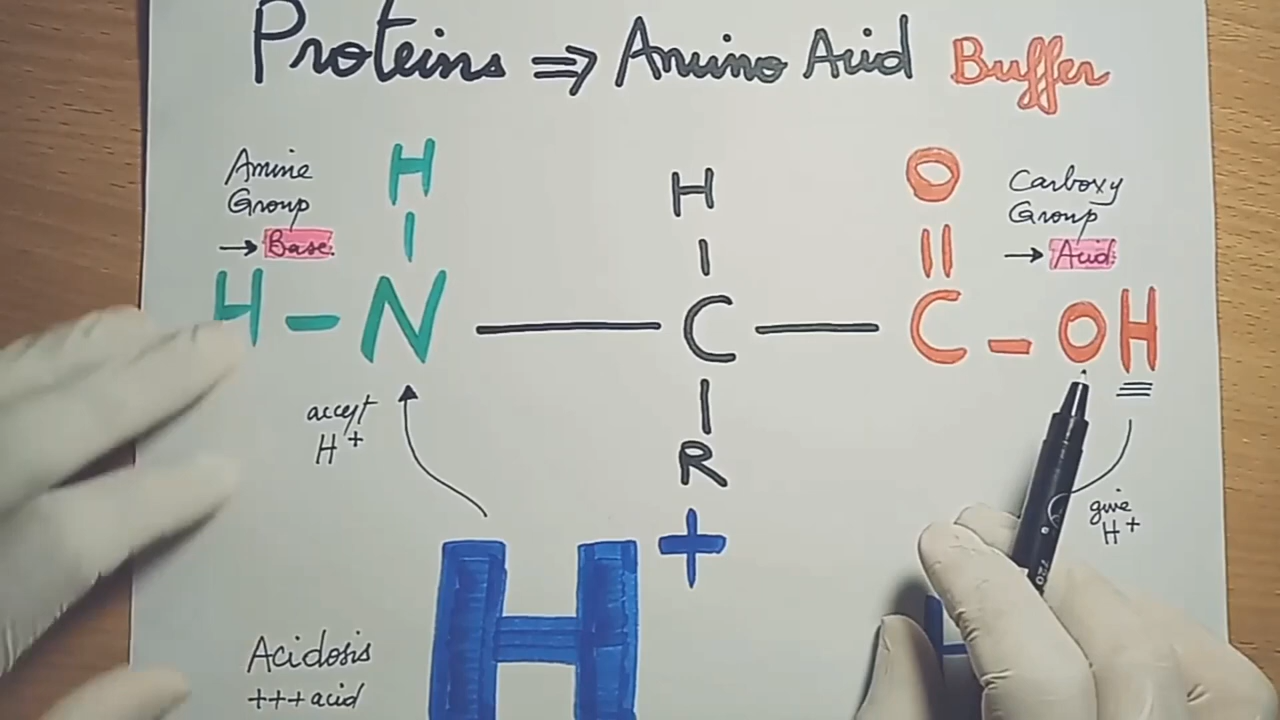 Proteins ⇒ Amino Acid Buffer
Amine
Group
→ Base
Carboxy
Group
→ Acid
H
H
O
H - N — C — C - OH
R
accept
H+
give
H+
H+
Acidosis
+++ acid